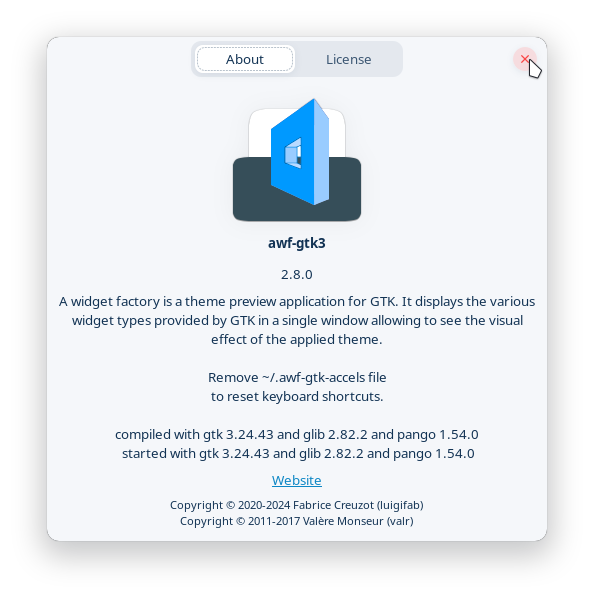 About
License
awf-gtk3
2.8.0
A widget factory is a theme preview application for GTK. It displays the various
widget types provided by GTK in a single window allowing to see the visual
effect of the applied theme.
Remove ~/.awf-gtk-accels file
to reset keyboard shortcuts.
compiled with gtk 3.24.43 and glib 2.82.2 and pango 1.54.0
started with gtk 3.24.43 and glib 2.82.2 and pango 1.54.0
Website
Copyright © 2020-2024 Fabrice Creuzot (luigifab)
Copyright © 2011-2017 Valère Monseur (valr)